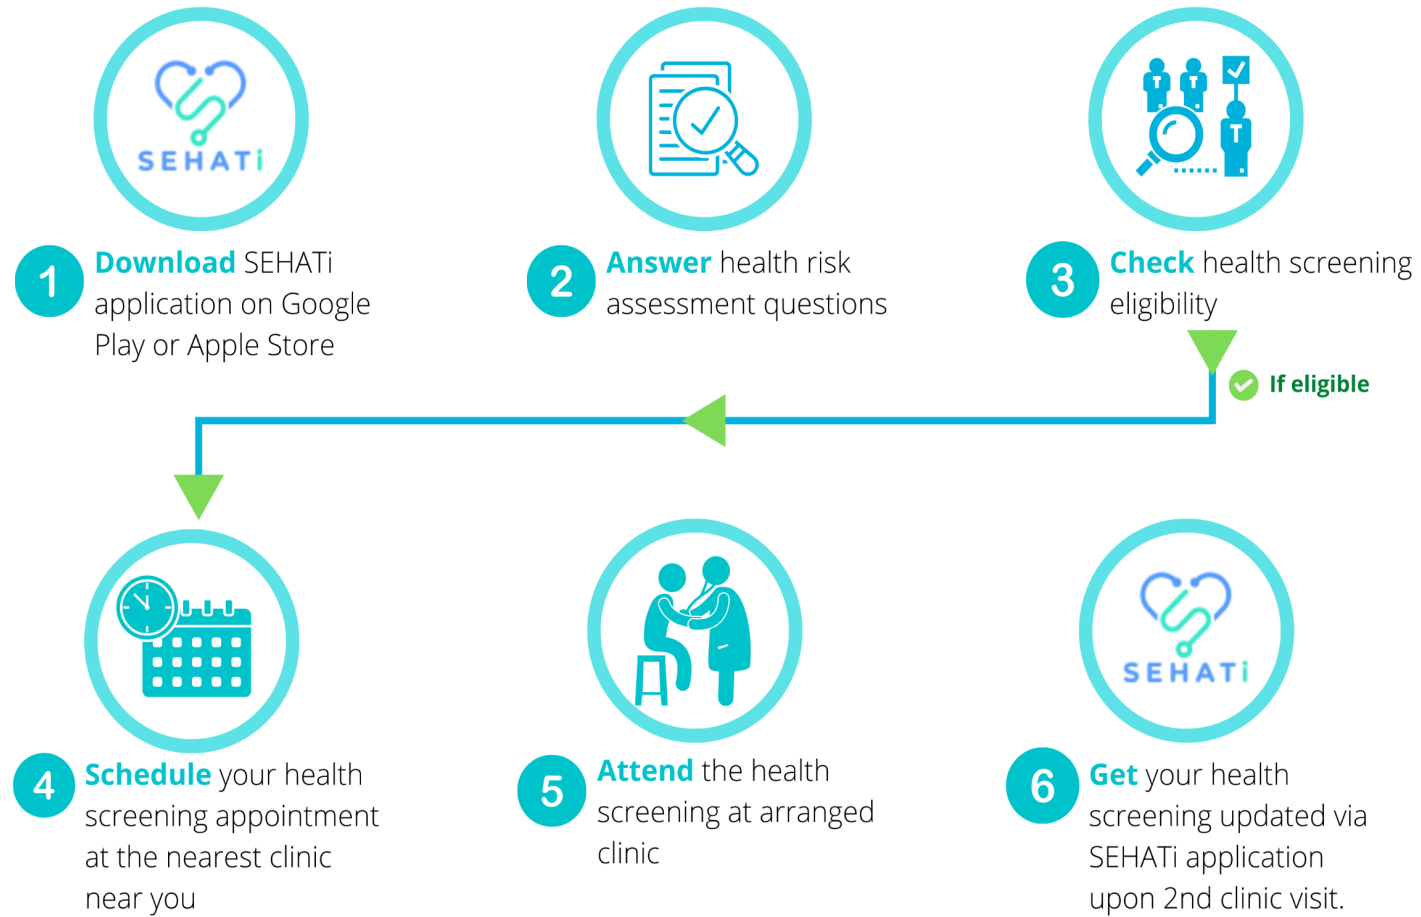 SEHATi
1
Download SEHATi
application on Google
Play or Apple Store
2
Answer health risk
assessment questions
T T
T
3
Check health screening
eligibility
If eligible
4
Schedule your health
screening appointment
at the nearest clinic
near you
5
Attend the health
screening at arranged
clinic
SEHATi
6
Get your health
screening updated via
SEHATi application
upon 2nd clinic visit.